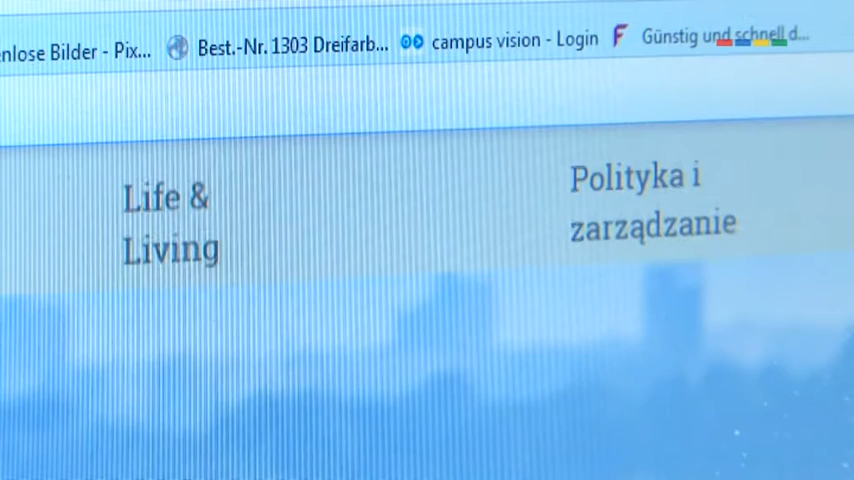 nlose Bilder - Pix... Best.-Nr. 1303 Dreifarb... campus vision - Login Günstig und schnell d...
Life &
Living
Polityka i
zarządzanie